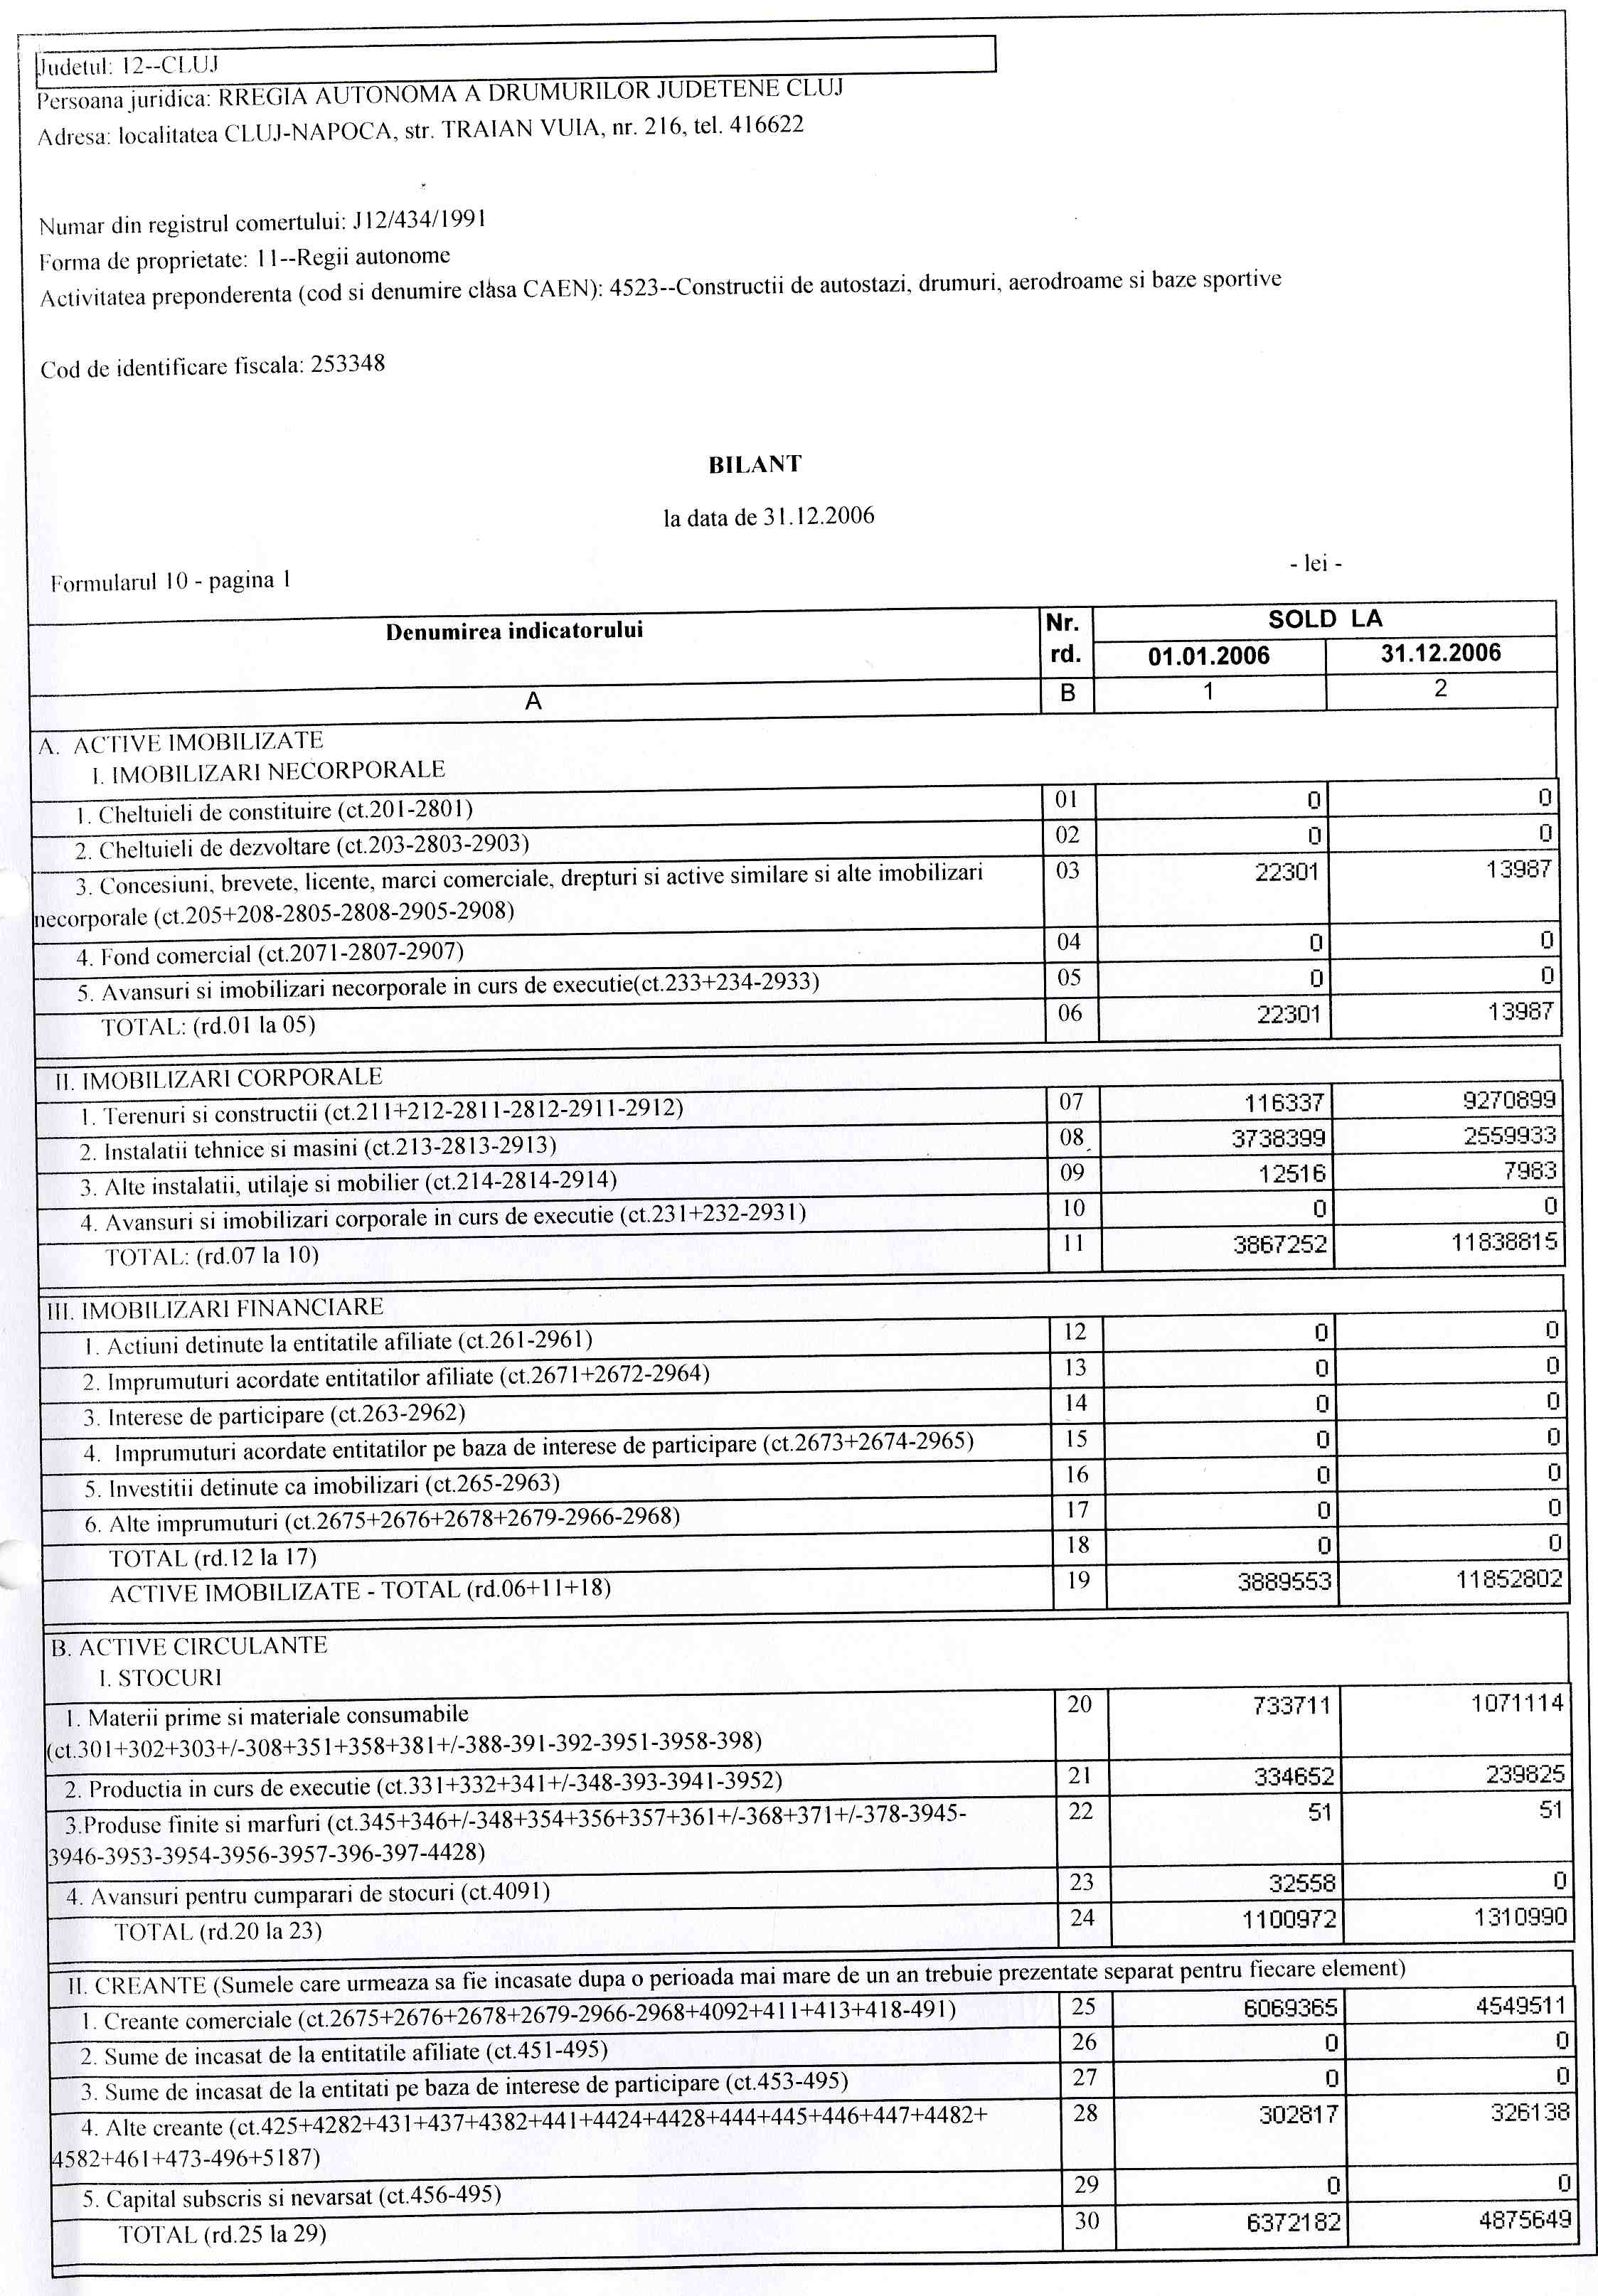 Judetul: 12--CLUJ
Persoana juridica: RREGIA AUTONOMA A DRUMURILOR JUDETENE CLUJ
Adresa: localitatea CLUJ-NAPOCA, str. TRAIAN VUIA, nr. 216, tel. 416622
Numar din registrul comertului: J12/434/1991
Forma de proprietate: 11--Regii autonome
Activitatea preponderenta (cod si denumire clasa CAEN): 4523--Constructii de autostazi, drumuri, aerodroame si baze sportive
Cod de identificare fiscala: 253348
BILANT
la data de 31.12.2006
Formularul 10 - pagina 1 - lei -
Denumirea indicatorului Nr. rd. SOLD LA
01.01.2006 31.12.2006
A B 1 2
A. ACTIVE IMOBILIZATE
I. IMOBILIZARI NECORPORALE
1. Cheltuieli de constituire (ct.201-2801) 01 0 0
2. Cheltuieli de dezvoltare (ct.203-2803-2903) 02 0 0
3. Concesiuni, brevete, licente, marci comerciale, drepturi si active similare si alte imobilizari 03 22301 13987
necorporale (ct.205+208-2805-2808-2905-2908)
4. Fond comercial (ct.2071-2807-2907) 04 0 0
5. Avansuri si imobilizari necorporale in curs de executie(ct.233+234-2933) 05 0 0
TOTAL: (rd.01 la 05) 06 22301 13987
II. IMOBILIZARI CORPORALE
1. Terenuri si constructii (ct.211+212-2811-2812-2911-2912) 07 116337 9270899
2. Instalatii tehnice si masini (ct.213-2813-2913) 08 3738399 2559933
3. Alte instalatii, utilaje si mobilier (ct.214-2814-2914) 09 12516 7983
4. Avansuri si imobilizari corporale in curs de executie (ct.231+232-2931) 10 0 0
TOTAL: (rd.07 la 10) 11 3867252 11838815
III. IMOBILIZARI FINANCIARE
1. Actiuni detinute la entitatile afiliate (ct.261-2961) 12 0 0
2. Imprumuturi acordate entitatilor afiliate (ct.2671+2672-2964) 13 0 0
3. Interese de participare (ct.263-2962) 14 0 0
4. Imprumuturi acordate entitatilor pe baza de interese de participare (ct.2673+2674-2965) 15 0 0
5. Investitii detinute ca imobilizari (ct.265-2963) 16 0 0
6. Alte imprumuturi (ct.2675+2676+2678+2679-2966-2968) 17 0 0
TOTAL (rd.12 la 17) 18 0 0
ACTIVE IMOBILIZATE - TOTAL (rd.06+11+18) 19 3889553 11852802
B. ACTIVE CIRCULANTE
I. STOCURI
1. Materii prime si materiale consumabile 20 733711 1071114
(ct.301+302+303+/-308+351+358+381+/-388-391-392-3951-3958-398)
2. Productia in curs de executie (ct.331+332+341+/-348-393-3941-3952) 21 334652 239825
3.Produse finite si marfuri (ct.345+346+/-348+354+356+357+361+/-368+371+/-378-3945- 22 51 51
3946-3953-3954-3956-3957-396-397-4428)
4. Avansuri pentru cumparari de stocuri (ct.4091) 23 32558 0
TOTAL (rd.20 la 23) 24 1100972 1310990
II. CREANTE (Sumele care urmeaza sa fie incasate dupa o perioada mai mare de un an trebuie prezentate separat pentru fiecare element)
1. Creante comerciale (ct.2675+2676+2678+2679-2966-2968+4092+411+413+418-491) 25 6069365 4549511
2. Sume de incasat de la entitatile afiliate (ct.451-495) 26 0 0
3. Sume de incasat de la entitati pe baza de interese de participare (ct.453-495) 27 0 0
4. Alte creante (ct.425+4282+431+437+4382+441+4424+4428+444+445+446+447+4482+ 28 302817 326138
4582+461+473-496+5187)
5. Capital subscris si nevarsat (ct.456-495) 29 0 0
TOTAL (rd.25 la 29) 30 6372182 4875649